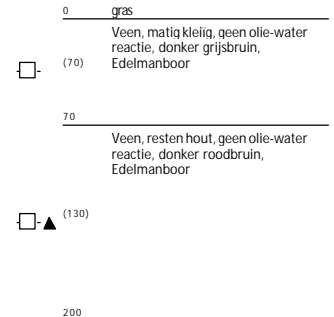 0 gras
Veen, matig kleiïg, geen olie-water
reactie, donker grijsbruin,
(70) Edelmanboor
70
Veen, resten hout, geen olie-water
reactie, donker roodbruin,
Edelmanboor
(130)
200